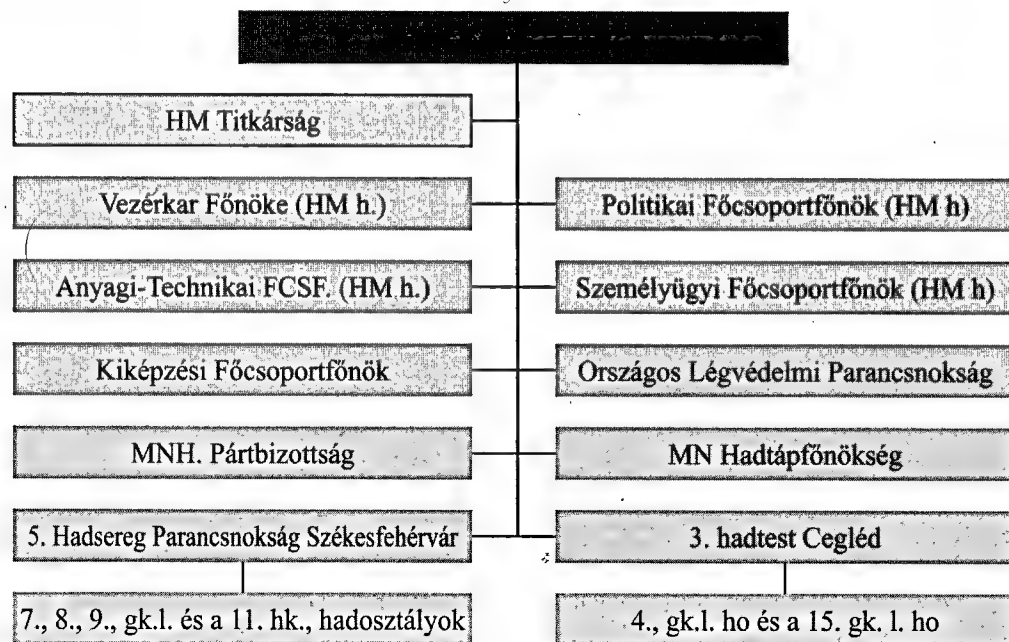 HM Titkárság
Vezérkar Főnöke (HM h.)
Politikai Főcsoportfőnök (HM h)
Anyagi-Technikai FCSF. (HM h.)
Személyügyi Főcsoportfőnök (HM h)
Kiképzési Főcsoportfőnök
Országos Légvédelmi Parancsnokság
MNH. Pártbizottság
MN Hadtápfőnökség
5. Hadsereg Parancsnokság Székesfehérvár
3. hadtest Cegléd
7., 8., 9., gk.l. és a 11. hk., hadosztályok
4., gk.l. ho és a 15. gk. l. ho